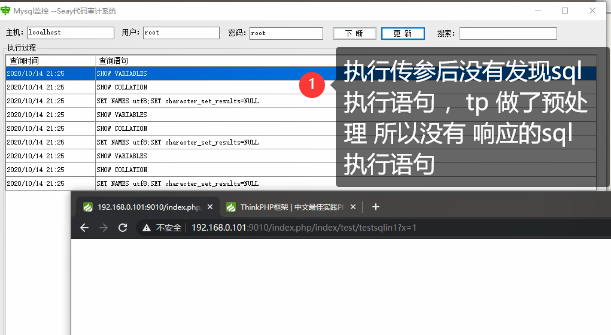 Mysql监控 --Seay代码审计系统
主机: localhost 用户: root 密码: root 下 断 更 新 搜索:
执行过程
查询时间 查询语句
2020/10/14 21:25 SHOW VARIABLES
2020/10/14 21:25 SHOW COLLATION
2020/10/14 21:25 SET NAMES utf8;SET character_set_results=NULL
2020/10/14 21:25 SHOW VARIABLES
2020/10/14 21:25 SHOW COLLATION
2020/10/14 21:25 SET NAMES utf8;SET character_set_results=NULL
2020/10/14 21:25 SHOW VARIABLES
2020/10/14 21:25 SHOW COLLATION
2020/10/14 21:25 SET NAMES utf8;SET character_set_results=NULL
1
执行传参后没有发现sql
执行语句 ，tp 做了预处
理 所以没有 响应的sql
执行语句
192.168.0.101:9010/index.php. ThinkPHP框架 | 中文最佳实践P
不安全 192.168.0.101:9010/index.php/index/test/testsqlin1?x=1